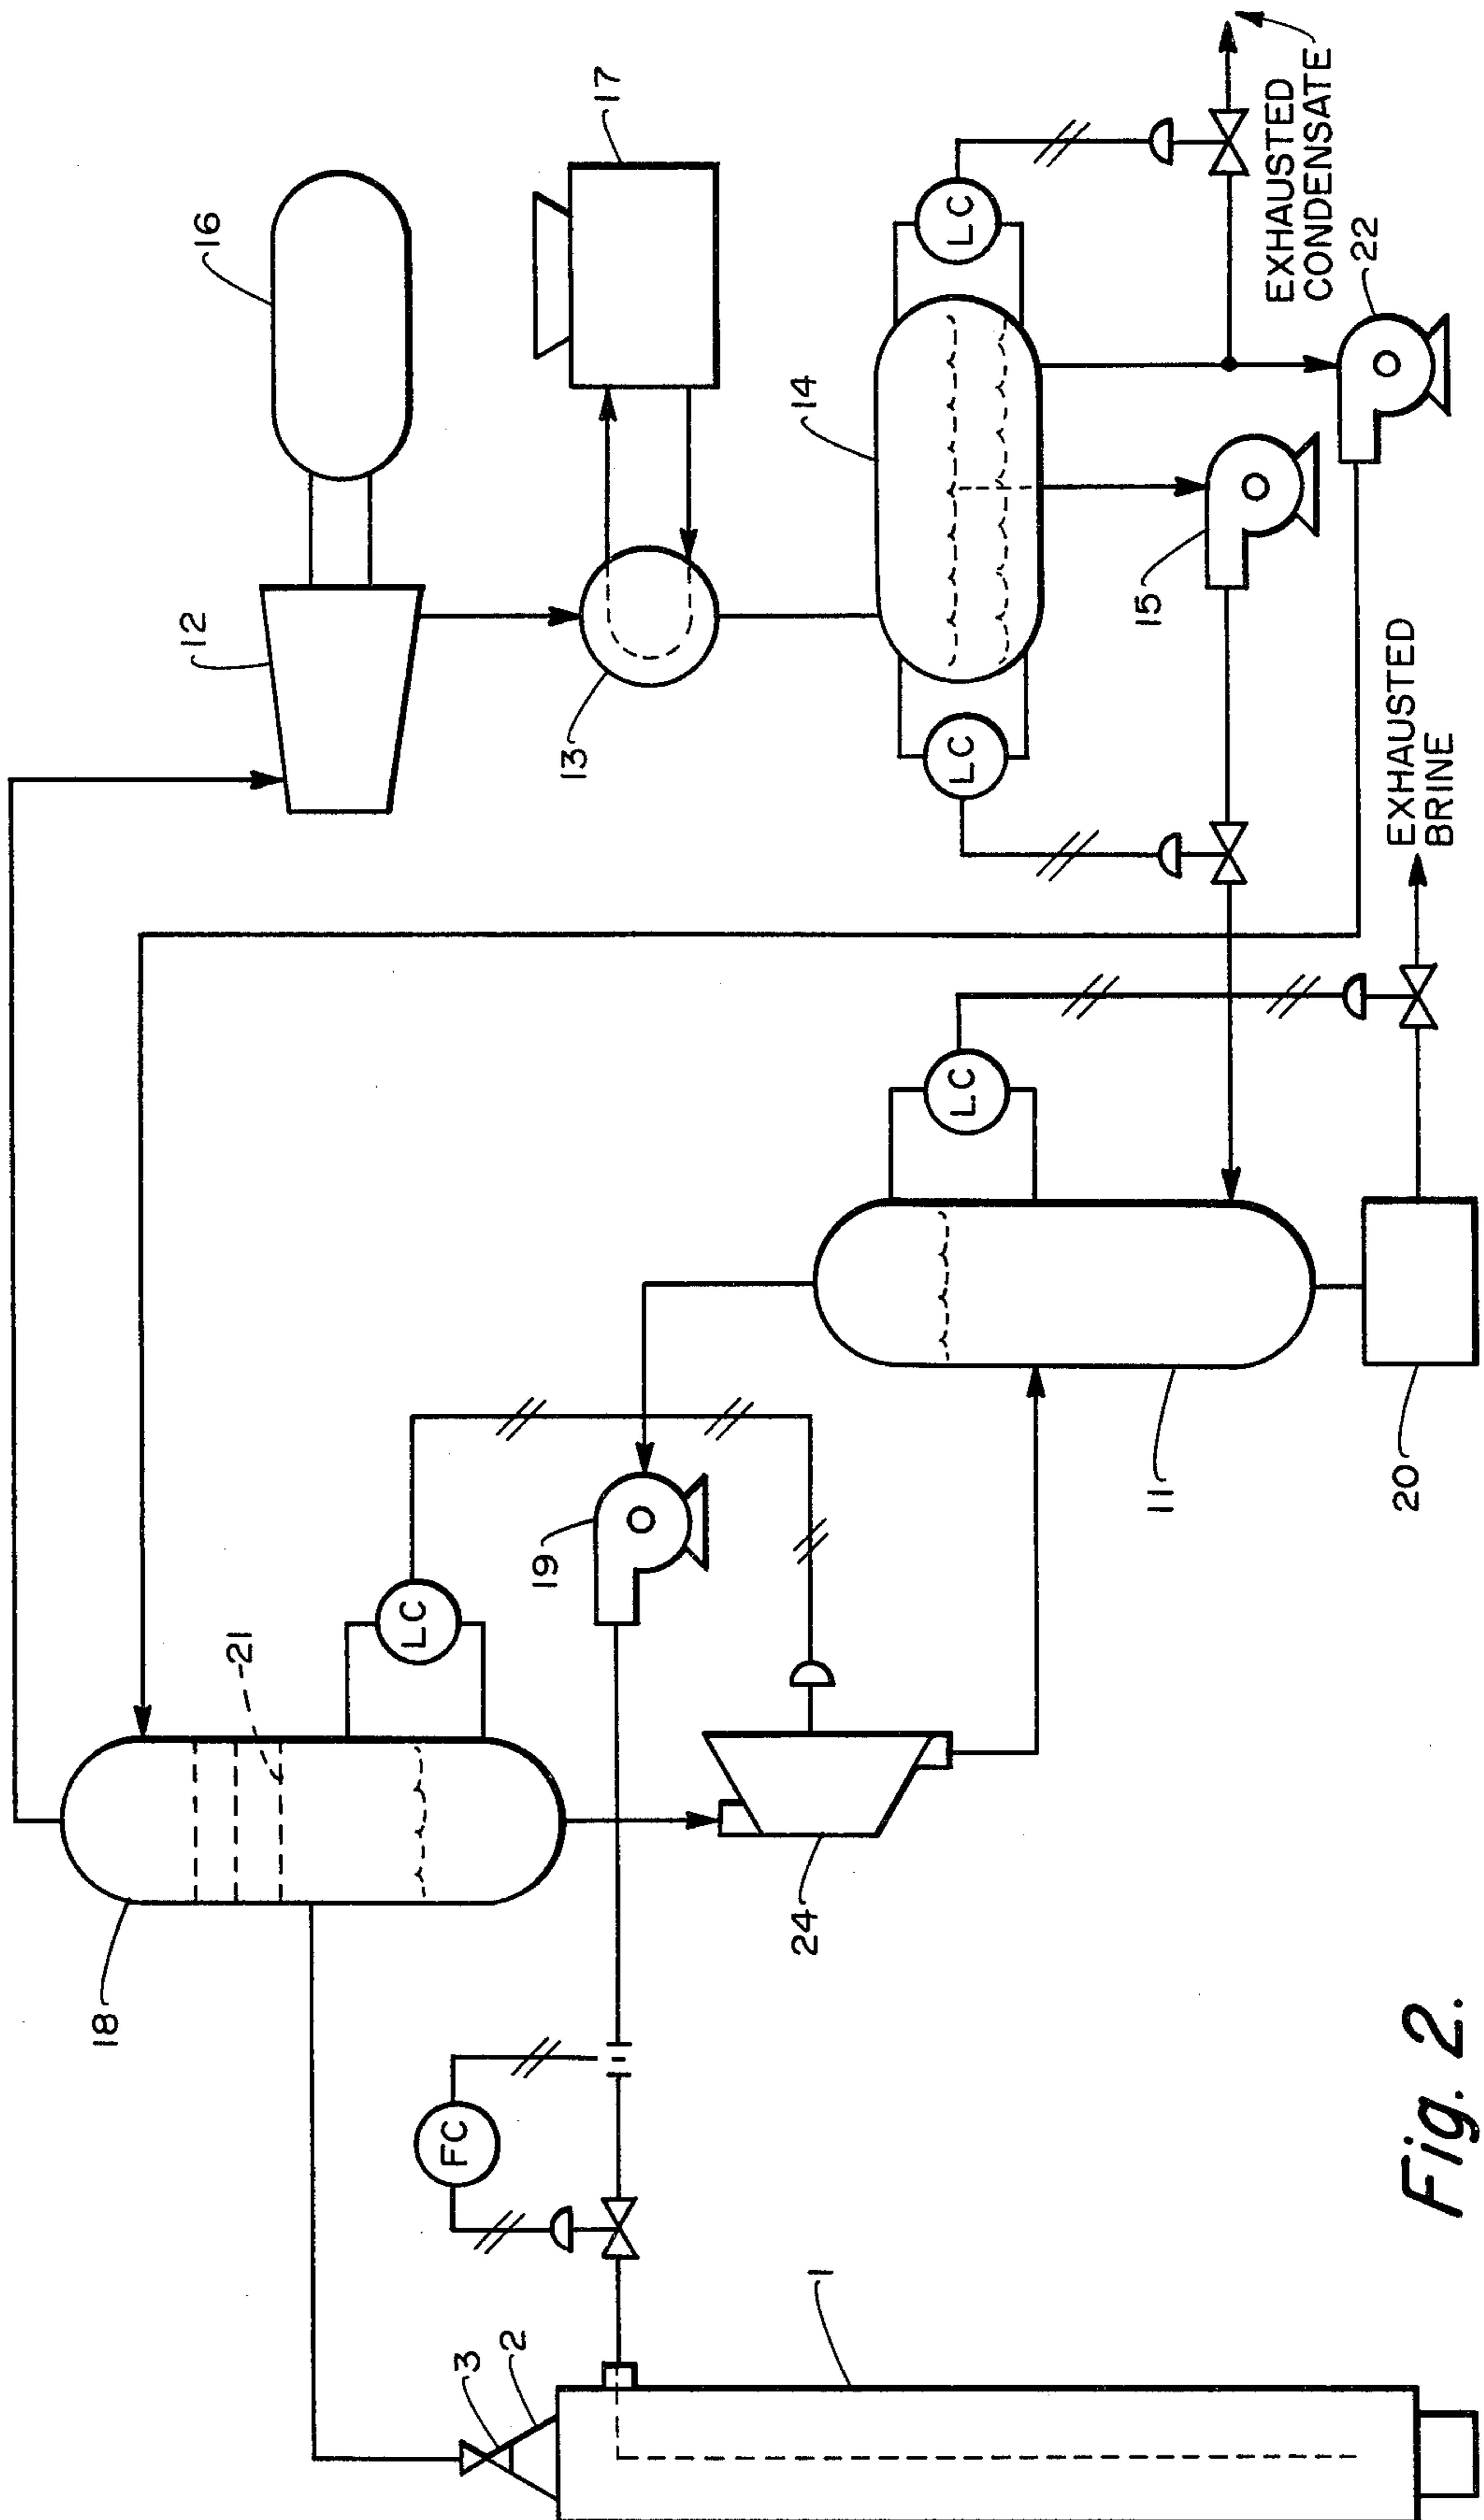 16
12
17
13
LC
14
LC
15
EXHAUSTED
CONDENSATE
22
EXHAUSTED
BRINE
LC
11
20
21
LC
19
18
24
FC
3
2
1
Fig. 2.